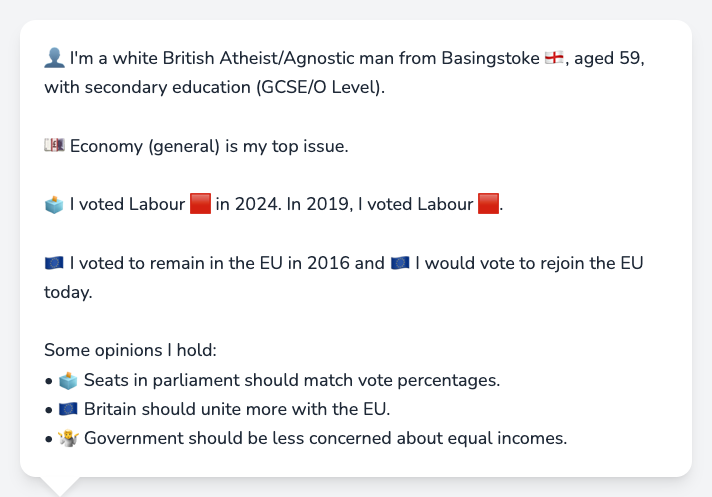 👤 I'm a white British Atheist/Agnostic man from Basingstoke 🏴󠁧󠁢󠁥󠁮󠁧󠁿, aged 59,
with secondary education (GCSE/O Level).
💷 Economy (general) is my top issue.
🗳️ I voted Labour 🟥 in 2024. In 2019, I voted Labour 🟥.
🇪🇺 I voted to remain in the EU in 2016 and 🇪🇺 I would vote to rejoin the EU
today.
Some opinions I hold:
• 🗳️ Seats in parliament should match vote percentages.
• 🇪🇺 Britain should unite more with the EU.
• 🤷 Government should be less concerned about equal incomes.